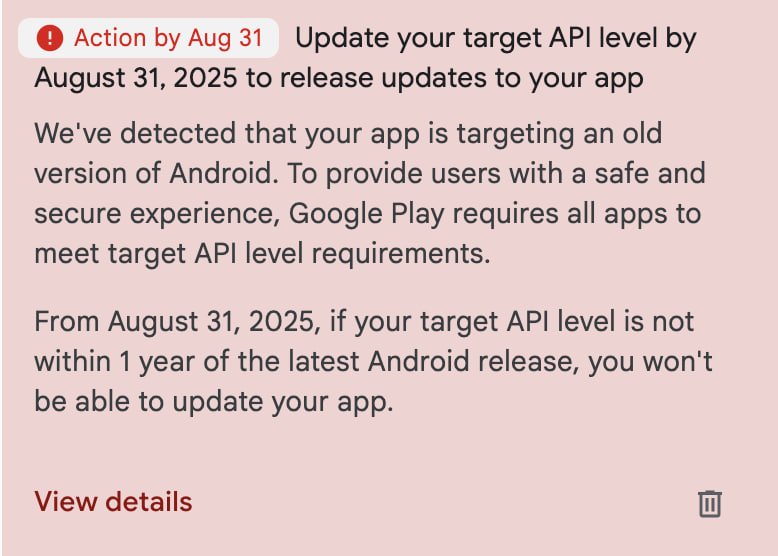 Action by Aug 31 Update your target API level by
August 31, 2025 to release updates to your app
We've detected that your app is targeting an old
version of Android. To provide users with a safe and
secure experience, Google Play requires all apps to
meet target API level requirements.
From August 31, 2025, if your target API level is not
within 1 year of the latest Android release, you won't
be able to update your app.
View details